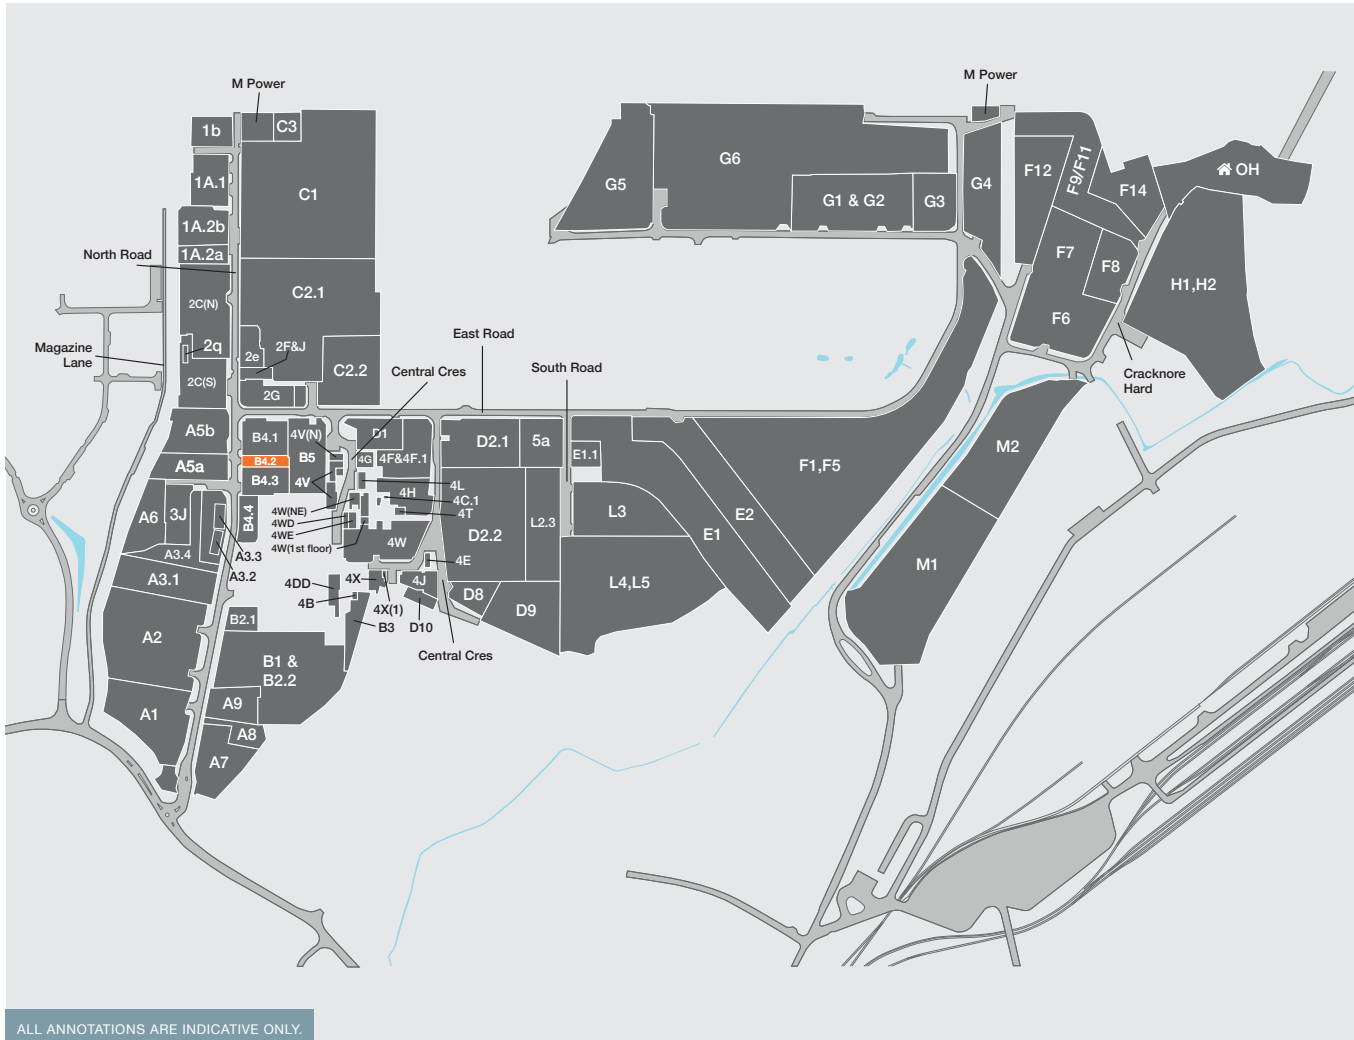 M Power
M Power
1b
C3
1A.1
C1
G5
G6
G1 & G2
G3
G4
F12
F9/F11
F14
OH
1A.2b
1A.2a
North Road
2C(N)
C2.1
F7
F8
H1,H2
F6
Magazine
Lane
2q
2e
2F&J
C2.2
East Road
Central Cres
South Road
Cracknore
Hard
2C(S)
2G
A5b
B4.1
4V(N)
D1
D2.1
5a
A5a
B4.2
B5
4G
4F&4F.1
E1.1
F1,F5
M2
B4.3
4V
4L
4H
4C.1
4T
A6
3J
B4.4
4W(NE)
4WD
4WE
4W(1st floor)
4W
D2.2
L2.3
L3
E1
E2
A3.4
A3.3
A3.2
4E
A3.1
4DD
4X
4J
L4,L5
M1
4B
4X(1)
D8
D9
A2
B2.1
B3
D10
Central Cres
B1 &
B2.2
A9
A1
A8
A7
ALL ANNOTATIONS ARE INDICATIVE ONLY.